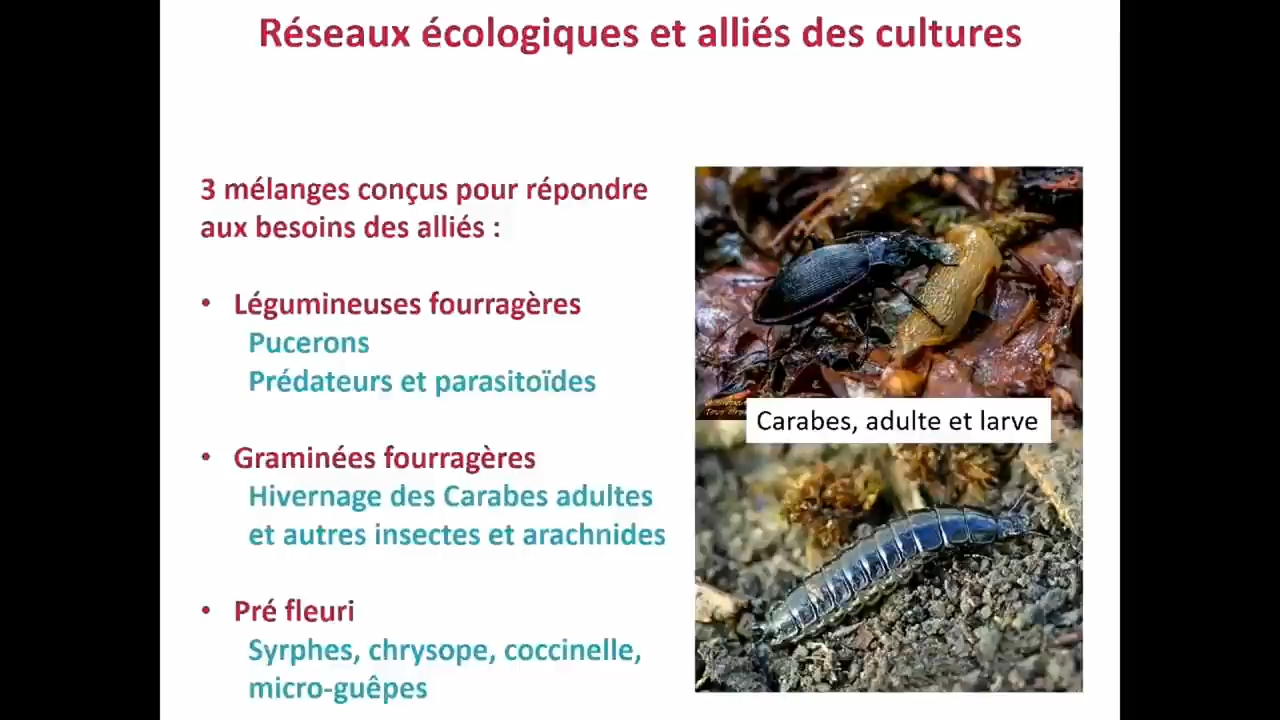 Réseaux écologiques et alliés des cultures
3 mélanges conçus pour répondre
aux besoins des alliés :
• Légumineuses fourragères
Pucerons
Prédateurs et parasitoïdes
• Graminées fourragères
Hivernage des Carabes adultes
et autres insectes et arachnides
• Pré fleuri
Syrphes, chrysope, coccinelle,
micro-guêpes
Carabes, adulte et larve